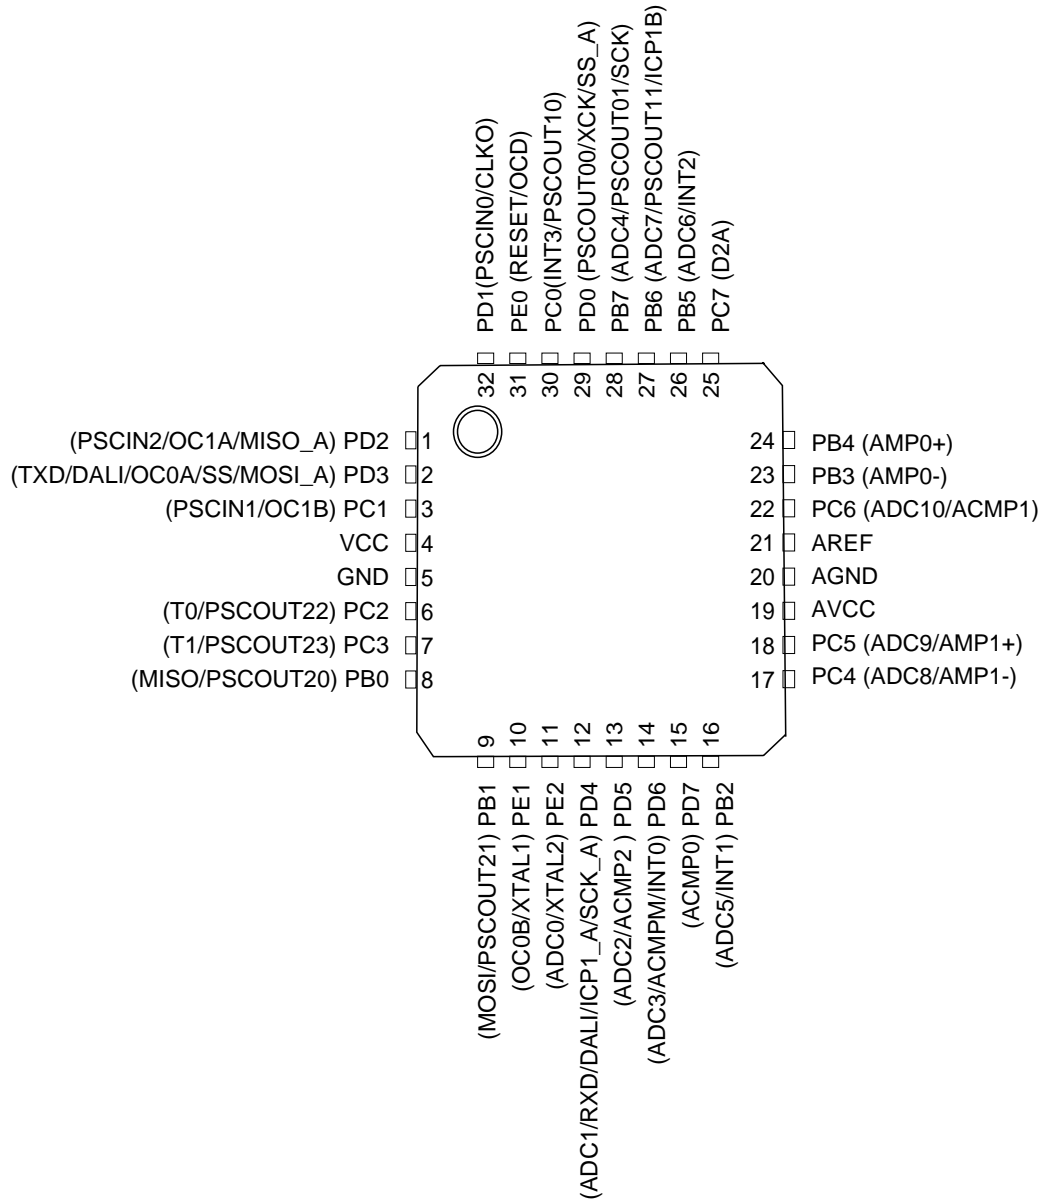 PD1(PSCIN0/CLKO)
PE0 (RESET/OCD)
PC0(INT3/PSCOUT10)
PD0 (PSCOUT00/XCK/SS_A)
PB7 (ADC4/PSCOUT01/SCK)
PB6 (ADC7/PSCOUT11/ICP1B)
PB5 (ADC6/INT2)
PC7 (D2A)
32
31
30
29
28
27
26
25
(PSCIN2/OC1A/MISO_A) PD2 1
(TXD/DALI/OC0A/SS/MOSI_A) PD3 2
(PSCIN1/OC1B) PC1 3
VCC 4
GND 5
(T0/PSCOUT22) PC2 6
(T1/PSCOUT23) PC3 7
(MISO/PSCOUT20) PB0 8
24 PB4 (AMP0+)
23 PB3 (AMP0-)
22 PC6 (ADC10/ACMP1)
21 AREF
20 AGND
19 AVCC
18 PC5 (ADC9/AMP1+)
17 PC4 (ADC8/AMP1-)
9
10
11
12
13
14
15
16
(MOSI/PSCOUT21) PB1
(OC0B/XTAL1) PE1
(ADC0/XTAL2) PE2
(ADC1/RXD/DALI/ICP1_A/SCK_A) PD4
(ADC2/ACMP2 ) PD5
(ADC3/ACMPM/INT0) PD6
(ACMP0) PD7
(ADC5/INT1) PB2